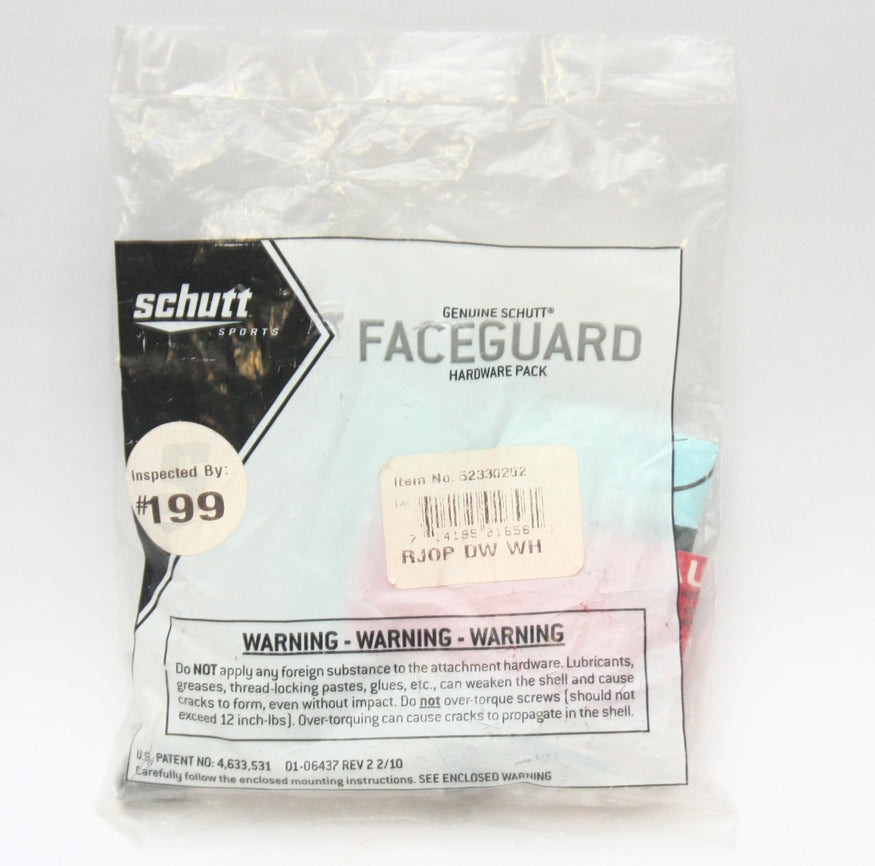 schutt
SPORTS
GENUINE SCHUTT®
FACEGUARD
HARDWARE PACK
Inspected By:
#199
Item No. 52330202
RJOP DW WH
WARNING - WARNING - WARNING
Do NOT apply any foreign substance to the attachment hardware. Lubricants,
greases, thread-locking pastes, glues, etc., can weaken the shell and cause
cracks to form, even without impact. Do not over-torque screws (should not
exceed 12 inch-lbs). Over-torquing can cause cracks to propagate in the shell.
U.S. PATENT NO: 4,633,531 01-06437 REV 2 2/10
Carefully follow the enclosed mounting instructions. SEE ENCLOSED WARNING